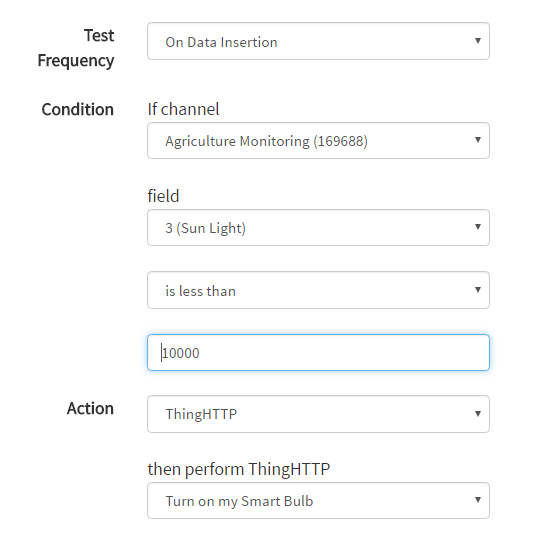 Test
Frequency
On Data Insertion
Condition
If channel
Agriculture Monitoring (169688)
field
3 (Sun Light)
is less than
10000
Action
ThingHTTP
then perform ThingHTTP
Turn on my Smart Bulb